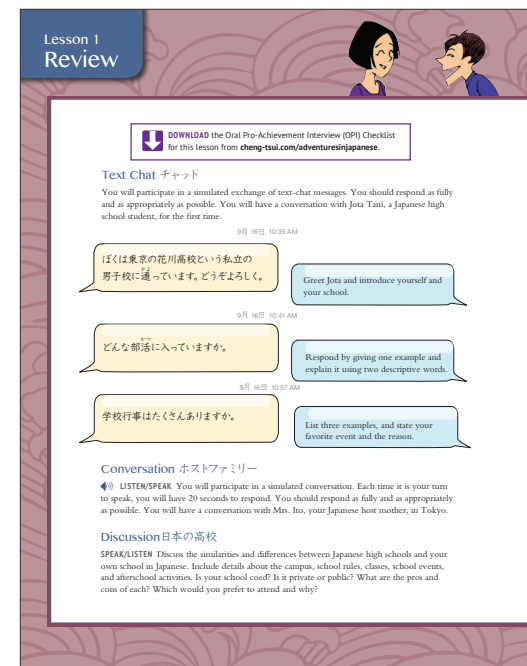 Lesson 1
Review
DOWNLOAD the Oral Pro-Achievement Interview (OPI) Checklist
for this lesson from cheng-tsui.com/adventuresinjapanese.
Text Chat チャット
You will participate in a simulated exchange of text-chat messages. You should respond as fully
and as appropriately as possible. You will have a conversation with Jota Tani, a Japanese high
school student, for the first time.
9月 16日 10:35 AM
ぼくは東京の花川高校という私立の
男子校に通っています。どうぞよろしく。
かよ
Greet Jota and introduce yourself and
your school.
9月 16日 10:41 AM
どんな部活に入っていますか。
かつ
Respond by giving one example and
explain it using two descriptive words.
9月 16日 10:57 AM
学校行事はたくさんありますか。
List three examples, and state your
favorite event and the reason.
Conversation ホストファミリー
LISTEN/SPEAK You will participate in a simulated conversation. Each time it is your turn
to speak, you will have 20 seconds to respond. You should respond as fully and as appropriately
as possible. You will have a conversation with Mrs. Ito, your Japanese host mother, in Tokyo.
Discussion日本の高校
SPEAK/LISTEN Discuss the similarities and differences between Japanese high schools and your
own school in Japanese. Include details about the campus, school rules, classes, school events,
and afterschool activities. Is your school coed? Is it private or public? What are the pros and
cons of each? Which would you prefer to attend and why?